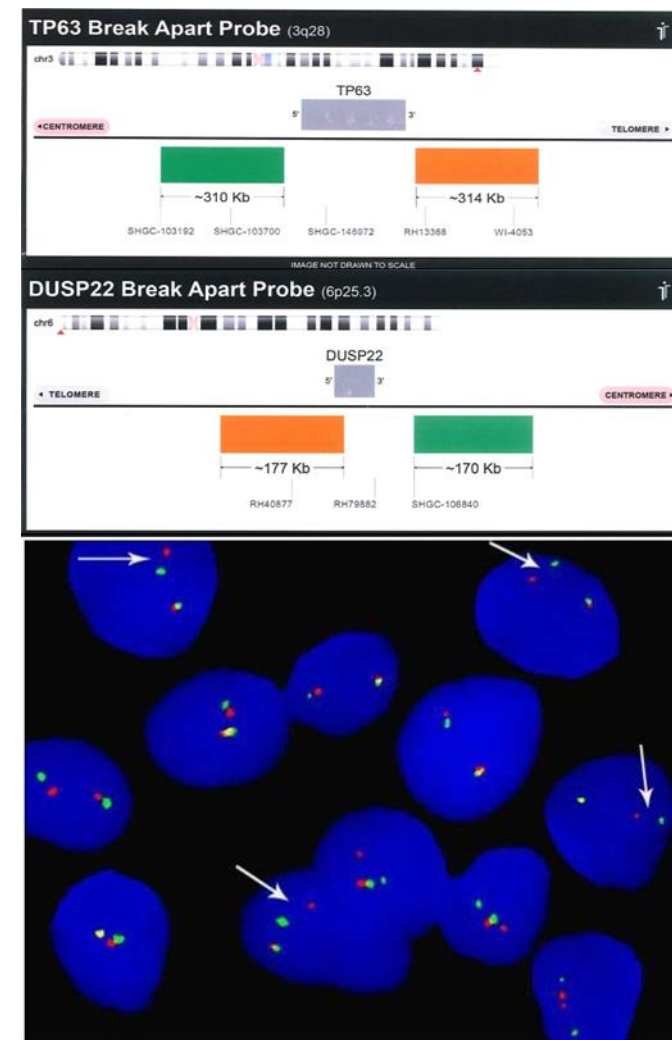 TP63 Break Apart Probe (3q28)
chr3
TP63
5' 3'
◄CENTROMERE TELOMERE ►
~310 Kb ~314 Kb
SHGC-103192 SHGC-103700 SHGC-146972 RH13368 WI-4053
IMAGE NOT DRAWN TO SCALE
DUSP22 Break Apart Probe (6p25.3)
chr6
DUSP22
5' 3'
◄ TELOMERE CENTROMERE ►
~177 Kb ~170 Kb
RH40877 RH79882 SHGC-106840